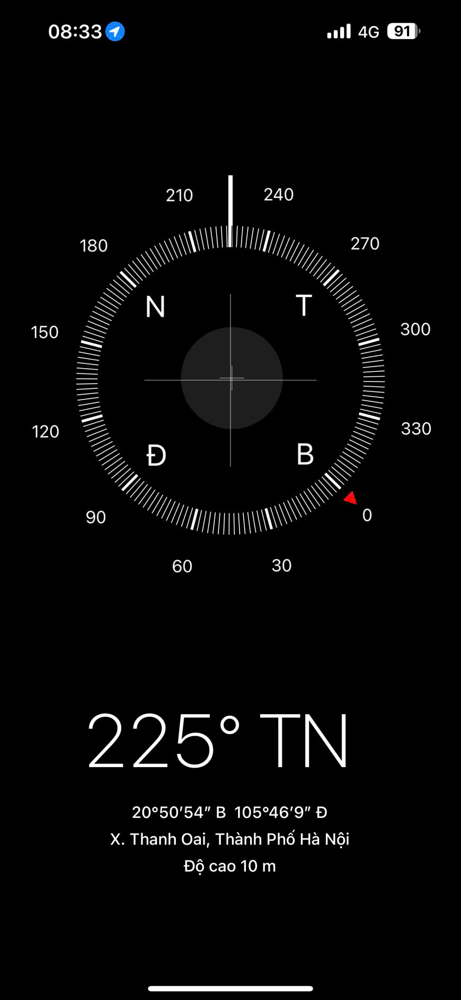 08:33 4G 91
210 240
180 270
N T
150 300
120 330
Đ B
90 0
60 30
225° TN
20°50’54” B 105°46’9” Đ
X. Thanh Oai, Thành Phố Hà Nội
Độ cao 10 m